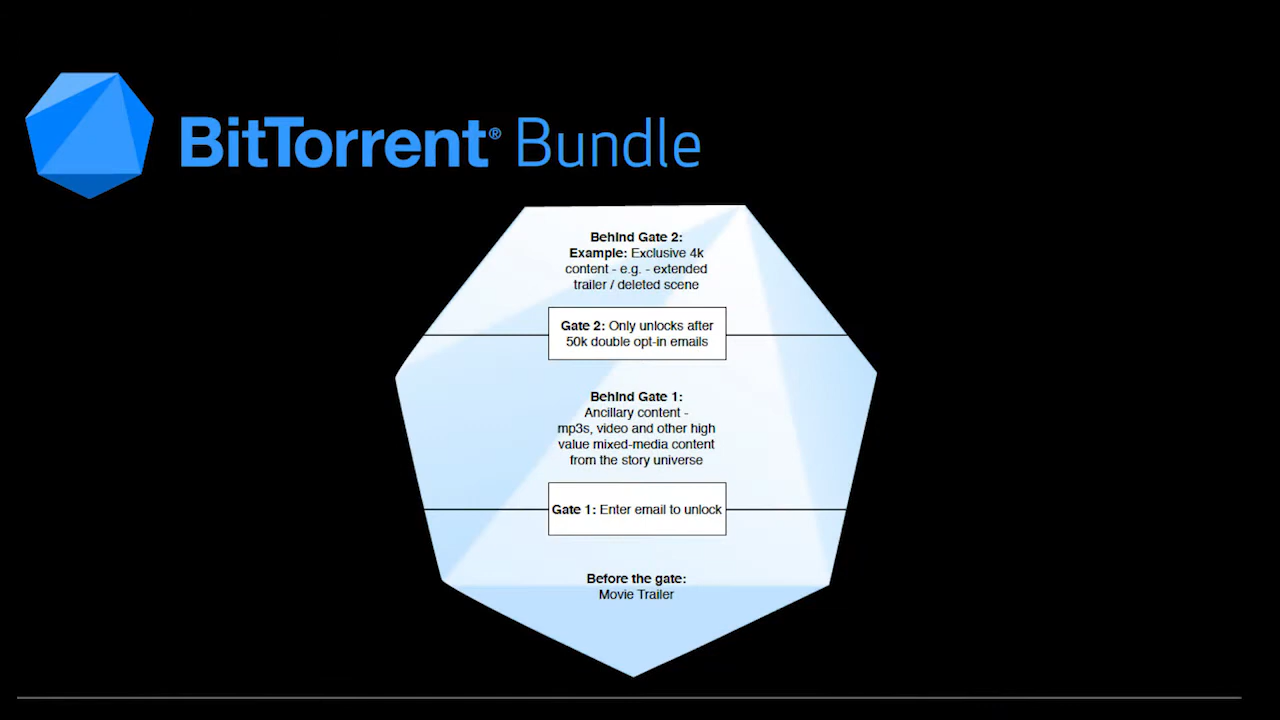 BitTorrent® Bundle
Behind Gate 2:
Example: Exclusive 4k
content - e.g. - extended
trailer / deleted scene
Gate 2: Only unlocks after
50k double opt-in emails
Behind Gate 1:
Ancillary content -
mp3s, video and other high
value mixed-media content
from the story universe
Gate 1: Enter email to unlock
Before the gate:
Movie Trailer